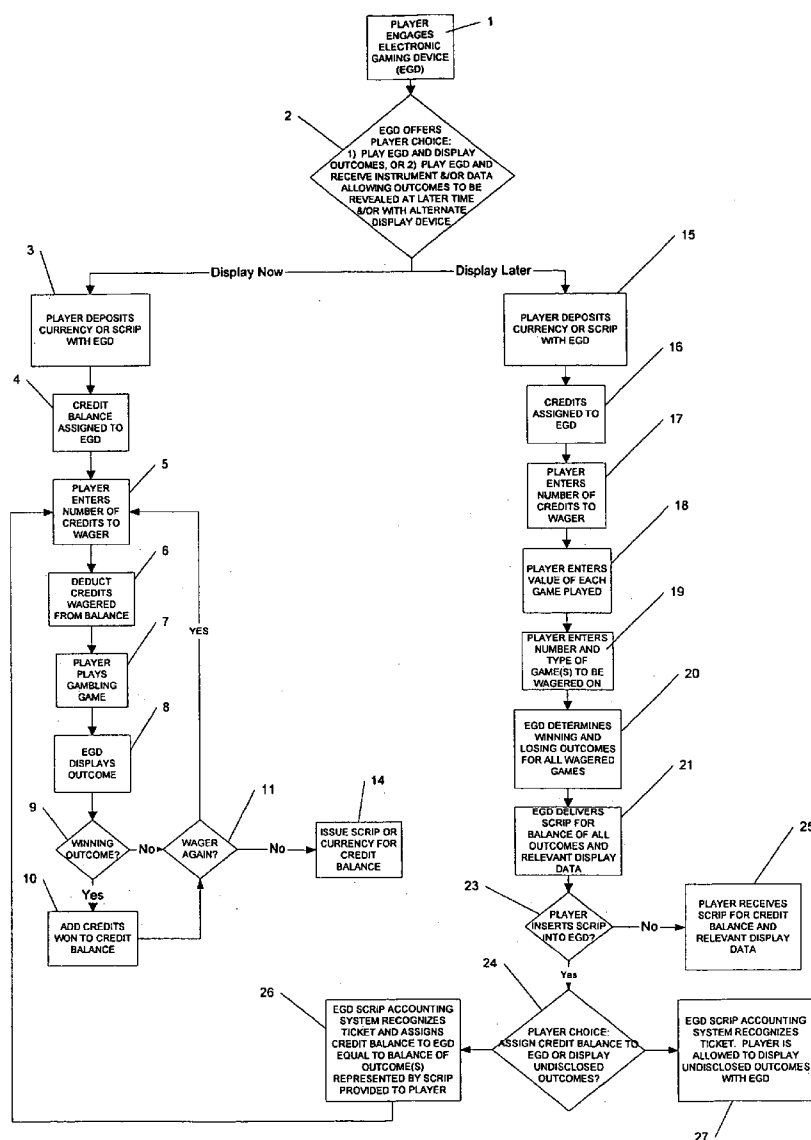 PLAYER
ENGAGES
ELECTRONIC
GAMING DEVICE
(EGD)
1
2
EGD OFFERS
PLAYER CHOICE:
1) PLAY EGD AND DISPLAY
OUTCOMES, OR 2) PLAY EGD AND
RECEIVE INSTRUMENT &/OR DATA
ALLOWING OUTCOMES TO BE
REVEALED AT LATER TIME
&/OR WITH ALTERNATE
DISPLAY DEVICE
Display Now
Display Later
3
PLAYER DEPOSITS
CURRENCY OR SCRIP
WITH EGD
4
CREDIT
BALANCE
ASSIGNED TO
EGD
5
PLAYER
ENTERS
NUMBER OF
CREDITS TO
WAGER
6
DEDUCT
CREDITS
WAGERED
FROM BALANCE
YES
7
PLAYER
PLAYS
GAMBLING
GAME
8
EGD
DISPLAYS
OUTCOME
9
WINNING
OUTCOME?
No
11
WAGER
AGAIN?
No
14
ISSUE SCRIP OR
CURRENCY FOR
CREDIT
BALANCE
Yes
10
ADD CREDITS
WON TO CREDIT
BALANCE
15
PLAYER DEPOSITS
CURRENCY OR SCRIP
WITH EGD
16
CREDITS
ASSIGNED TO
EGD
17
PLAYER
ENTERS
NUMBER OF
CREDITS TO
WAGER
18
PLAYER ENTERS
VALUE OF EACH
GAME PLAYED
19
PLAYER ENTERS
NUMBER AND
TYPE OF
GAME(S) TO BE
WAGERED ON
20
EGD DETERMINES
WINNING AND
LOSING OUTCOMES
FOR ALL WAGERED
GAMES
21
EGD DELIVERS
SCRIP FOR
BALANCE OF ALL
OUTCOMES AND
RELEVANT DISPLAY
DATA
23
PLAYER
INSERTS SCRIP
INTO EGD?
No
25
PLAYER RECEIVES
SCRIP FOR CREDIT
BALANCE AND
RELEVANT DISPLAY
DATA
Yes
24
PLAYER CHOICE:
ASSIGN CREDIT BALANCE TO
EGD OR DISPLAY
UNDISCLOSED
OUTCOMES?
26
EGD SCRIP ACCOUNTING
SYSTEM RECOGNIZES
TICKET AND ASSIGNS
CREDIT BALANCE TO EGD
EQUAL TO BALANCE OF
OUTCOME(S)
REPRESENTED BY SCRIP
PROVIDED TO PLAYER
EGD SCRIP ACCOUNTING
SYSTEM RECOGNIZES
TICKET. PLAYER IS
ALLOWED TO DISPLAY
UNDISCLOSED OUTCOMES
WITH EGD
27